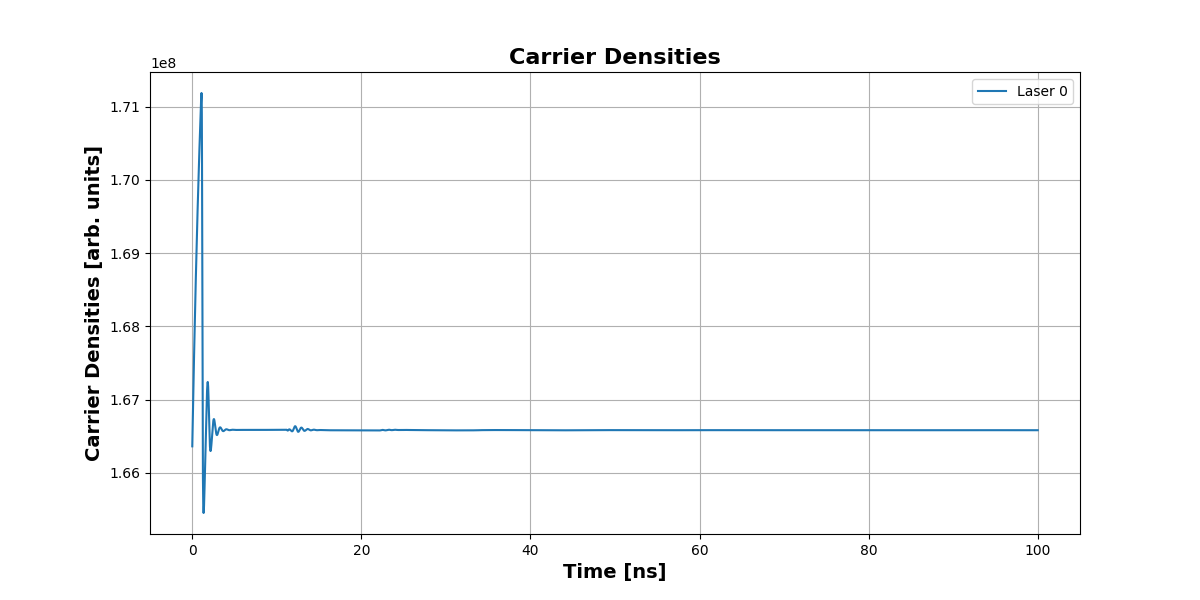 Carrier Densities
1e8
Laser 0
1.71
1.70
1.69
1.68
1.67
1.66
Carrier Densities [arb. units]
0 20 40 60 80 100
Time [ns]